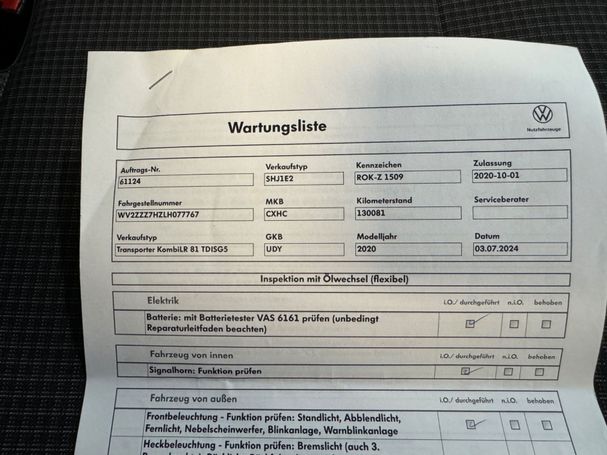 Wartungsliste
Nutzfahrzeuge
Auftrags-Nr. Verkaufstyp Kennzeichen Zulassung
61124 SHJ1E2 ROK-Z 1509 2020-10-01
Fahrgestellnummer MKB Kilometerstand Serviceberater
WV2ZZZ7HZLH077767 CXHC 130081
Verkaufstyp GKB Modelljahr Datum
Transporter KombiLR 81 TDISG5 UDY 2020 03.07.2024
Inspektion mit Ölwechsel (flexibel)
Elektrik i.O./ durchgeführt n.i.O. behoben
Batterie: mit Batterietester VAS 6161 prüfen (unbedingt
Reparaturleitfaden beachten)
Fahrzeug von innen i.O./ durchgeführt n.i.O. behoben
Signalhorn: Funktion prüfen
Fahrzeug von außen i.O./ durchgeführt n.i.O. behoben
Frontbeleuchtung - Funktion prüfen: Standlicht, Abblendlicht,
Fernlicht, Nebelscheinwerfer, Blinkanlage, Warnblinkanlage
Heckbeleuchtung - Funktion prüfen: Bremslicht (auch 3.